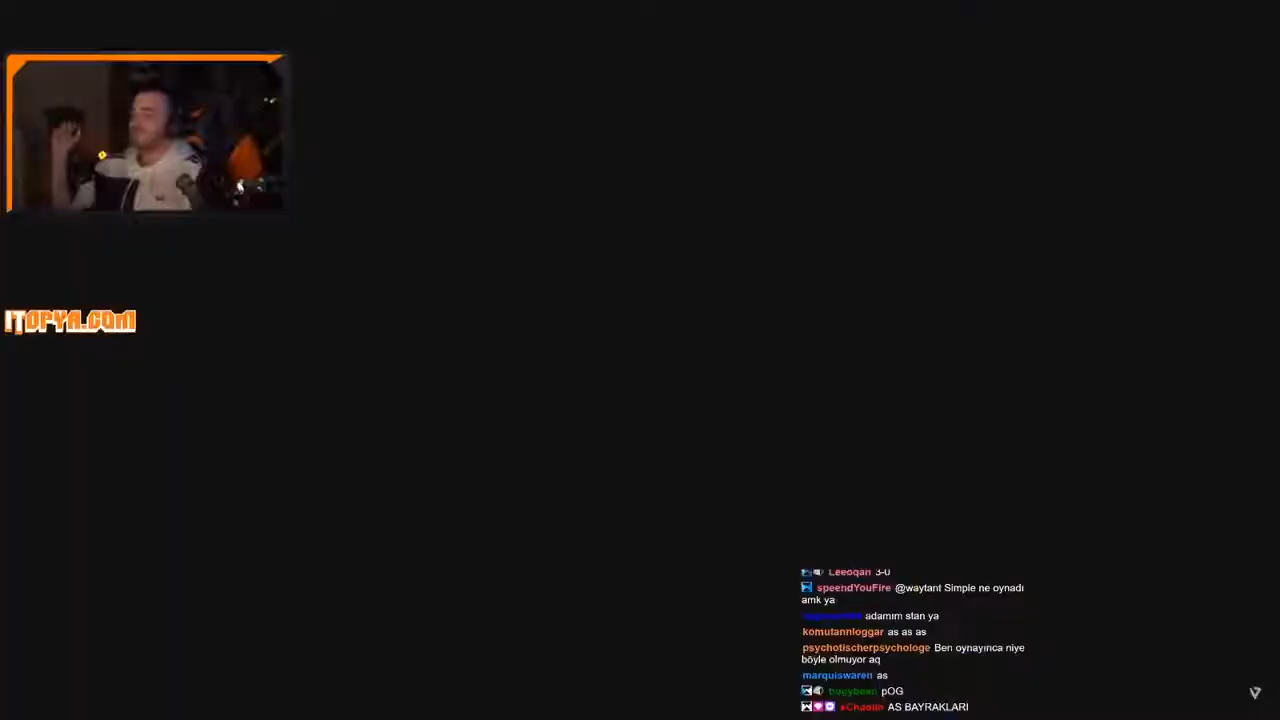 ITOPYA.COM
Leeoqan 3-0
speendYouFire @waytant Simple ne oynadı
amk ya
adamım stan ya
komutannloggar as as as
psychotischerpsychologe Ben oynayınca niye
böyle olmuyor aq
marquiswaren as
pOG
AS BAYRAKLARI